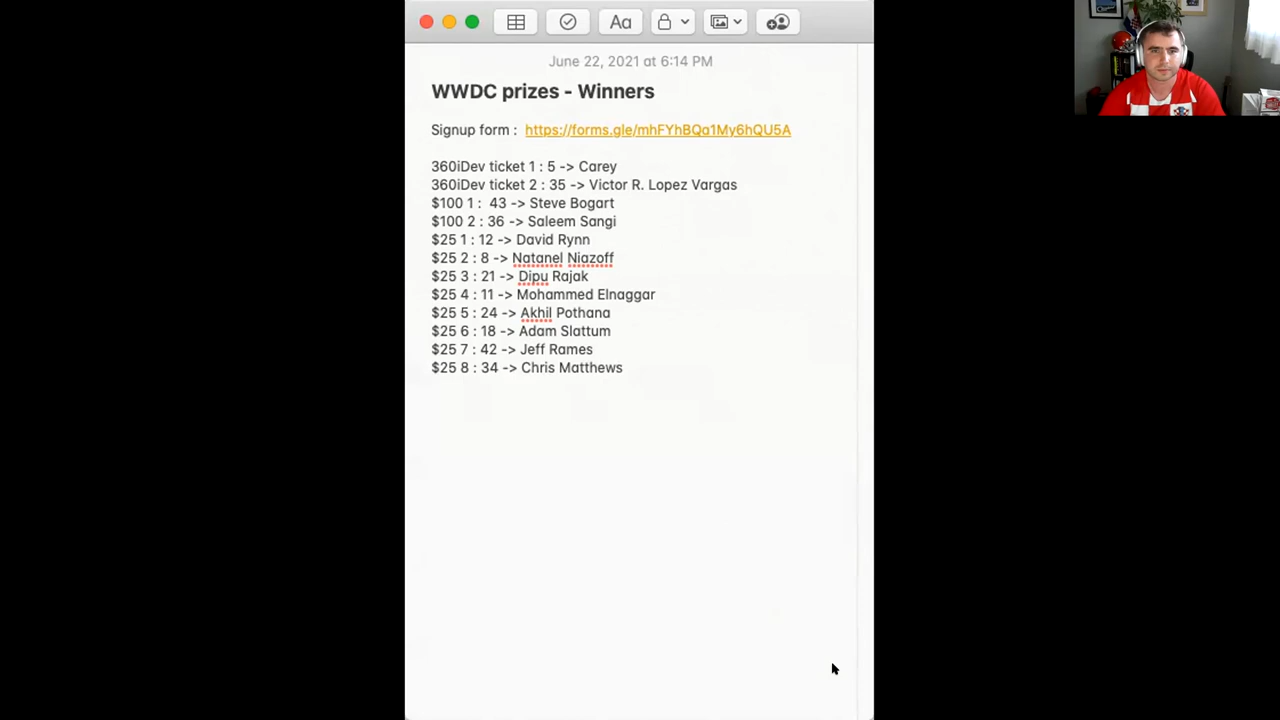 Aa
June 22, 2021 at 6:14 PM
WWDC prizes - Winners
Signup form : https://forms.gle/mhFYhBQa1My6hQU5A
360iDev ticket 1 : 5 -> Carey
360iDev ticket 2 : 35 -> Victor R. Lopez Vargas
$100 1 : 43 -> Steve Bogart
$100 2 : 36 -> Saleem Sangi
$25 1 : 12 -> David Rynn
$25 2 : 8 -> Natanel Niazoff
$25 3 : 21 -> Dipu Rajak
$25 4 : 11 -> Mohammed Elnaggar
$25 5 : 24 -> Akhil Pothana
$25 6 : 18 -> Adam Slattum
$25 7 : 42 -> Jeff Rames
$25 8 : 34 -> Chris Matthews